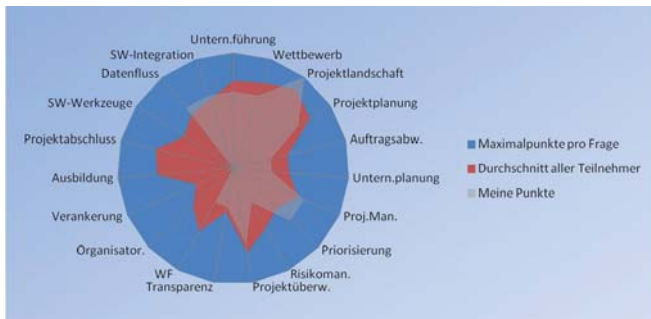 Untern.führung
Wettbewerb
Projektlandschaft
Projektplanung
Auftragsabw.
Untern.planung
Proj.Man.
Priorisierung
Risikoman.
Projektüberw.
Transparenz
WF
Organisator.
Verankerung
Ausbildung
Projektabschluss
SW-Werkzeuge
Datenfluss
SW-Integration
Maximalpunkte pro Frage
Durchschnitt aller Teilnehmer
Meine Punkte